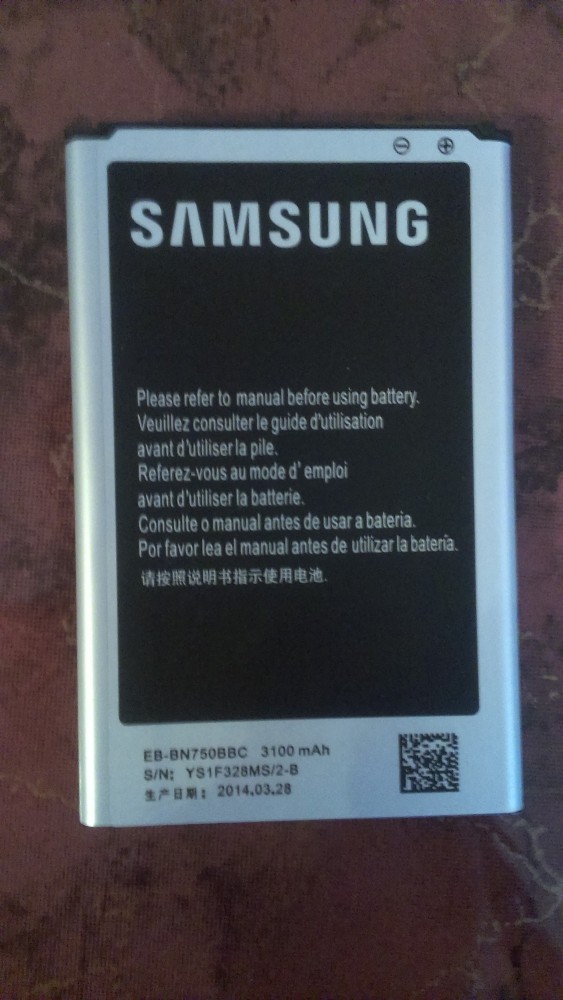 SAMSUNG
Please refer to manual before using battery.
Veuillez consulter le guide d'utilisation
avant d'utiliser la pile.
Referez-vous au mode d' emploi
avant d'utiliser la batterie.
Consulte o manual antes de usar a bateria.
Por favor lea el manual antes de utilizar la batería.
请按照说明书指示使用电池.
EB-BN750BBC 3100 mAh
S/N: YS1F328MS/2-B
生产日期: 2014.03.28